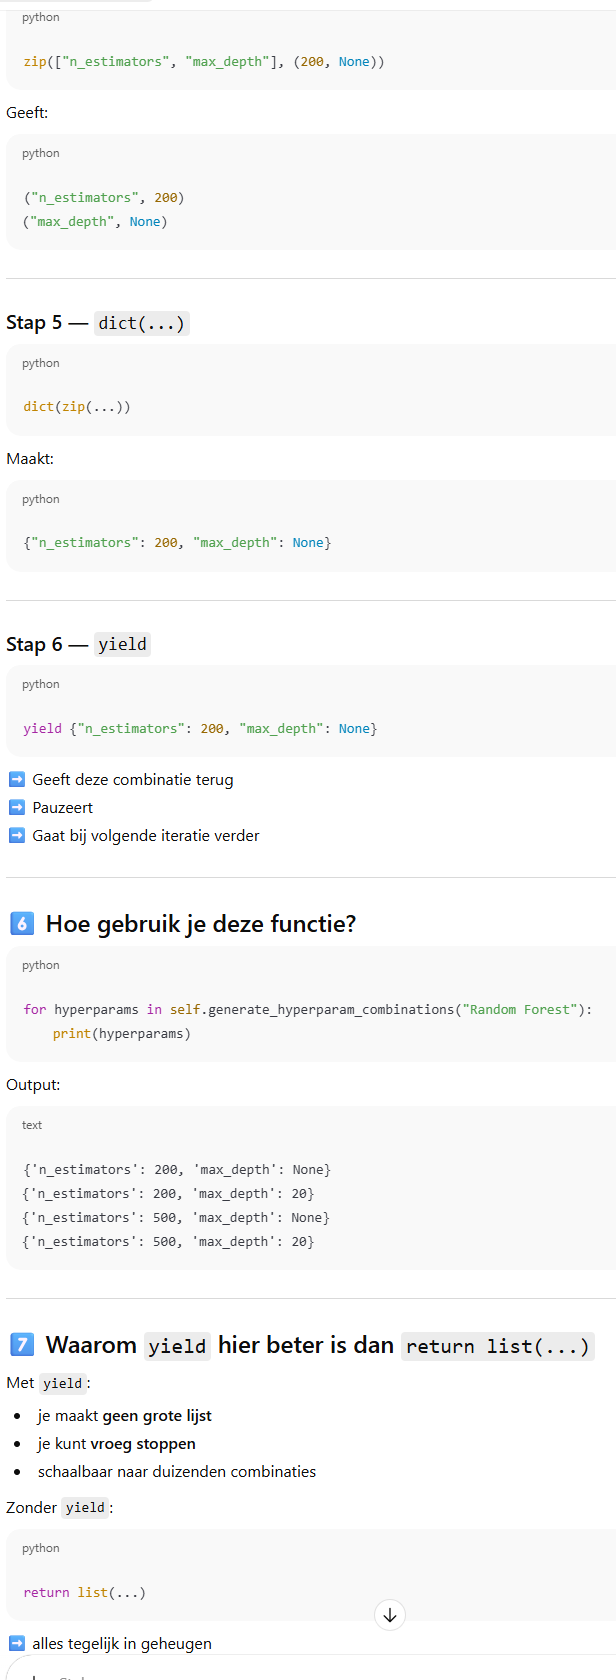 python
zip(["n_estimators", "max_depth"], (200, None))
Geeft:
python
("n_estimators", 200)
("max_depth", None)
Stap 5 — dict(...)
python
dict(zip(...))
Maakt:
python
{"n_estimators": 200, "max_depth": None}
Stap 6 — yield
python
yield {"n_estimators": 200, "max_depth": None}
➡️ Geeft deze combinatie terug
➡️ Pauzeert
➡️ Gaat bij volgende iteratie verder
6️⃣ Hoe gebruik je deze functie?
python
for hyperparams in self.generate_hyperparam_combinations("Random Forest"):
    print(hyperparams)
Output:
text
{'n_estimators': 200, 'max_depth': None}
{'n_estimators': 200, 'max_depth': 20}
{'n_estimators': 500, 'max_depth': None}
{'n_estimators': 500, 'max_depth': 20}
7️⃣ Waarom yield hier beter is dan return list(...)
Met yield:
• je maakt geen grote lijst
• je kunt vroeg stoppen
• schaalbaar naar duizenden combinaties
Zonder yield:
python
return list(...)
➡️ alles tegelijk in geheugen